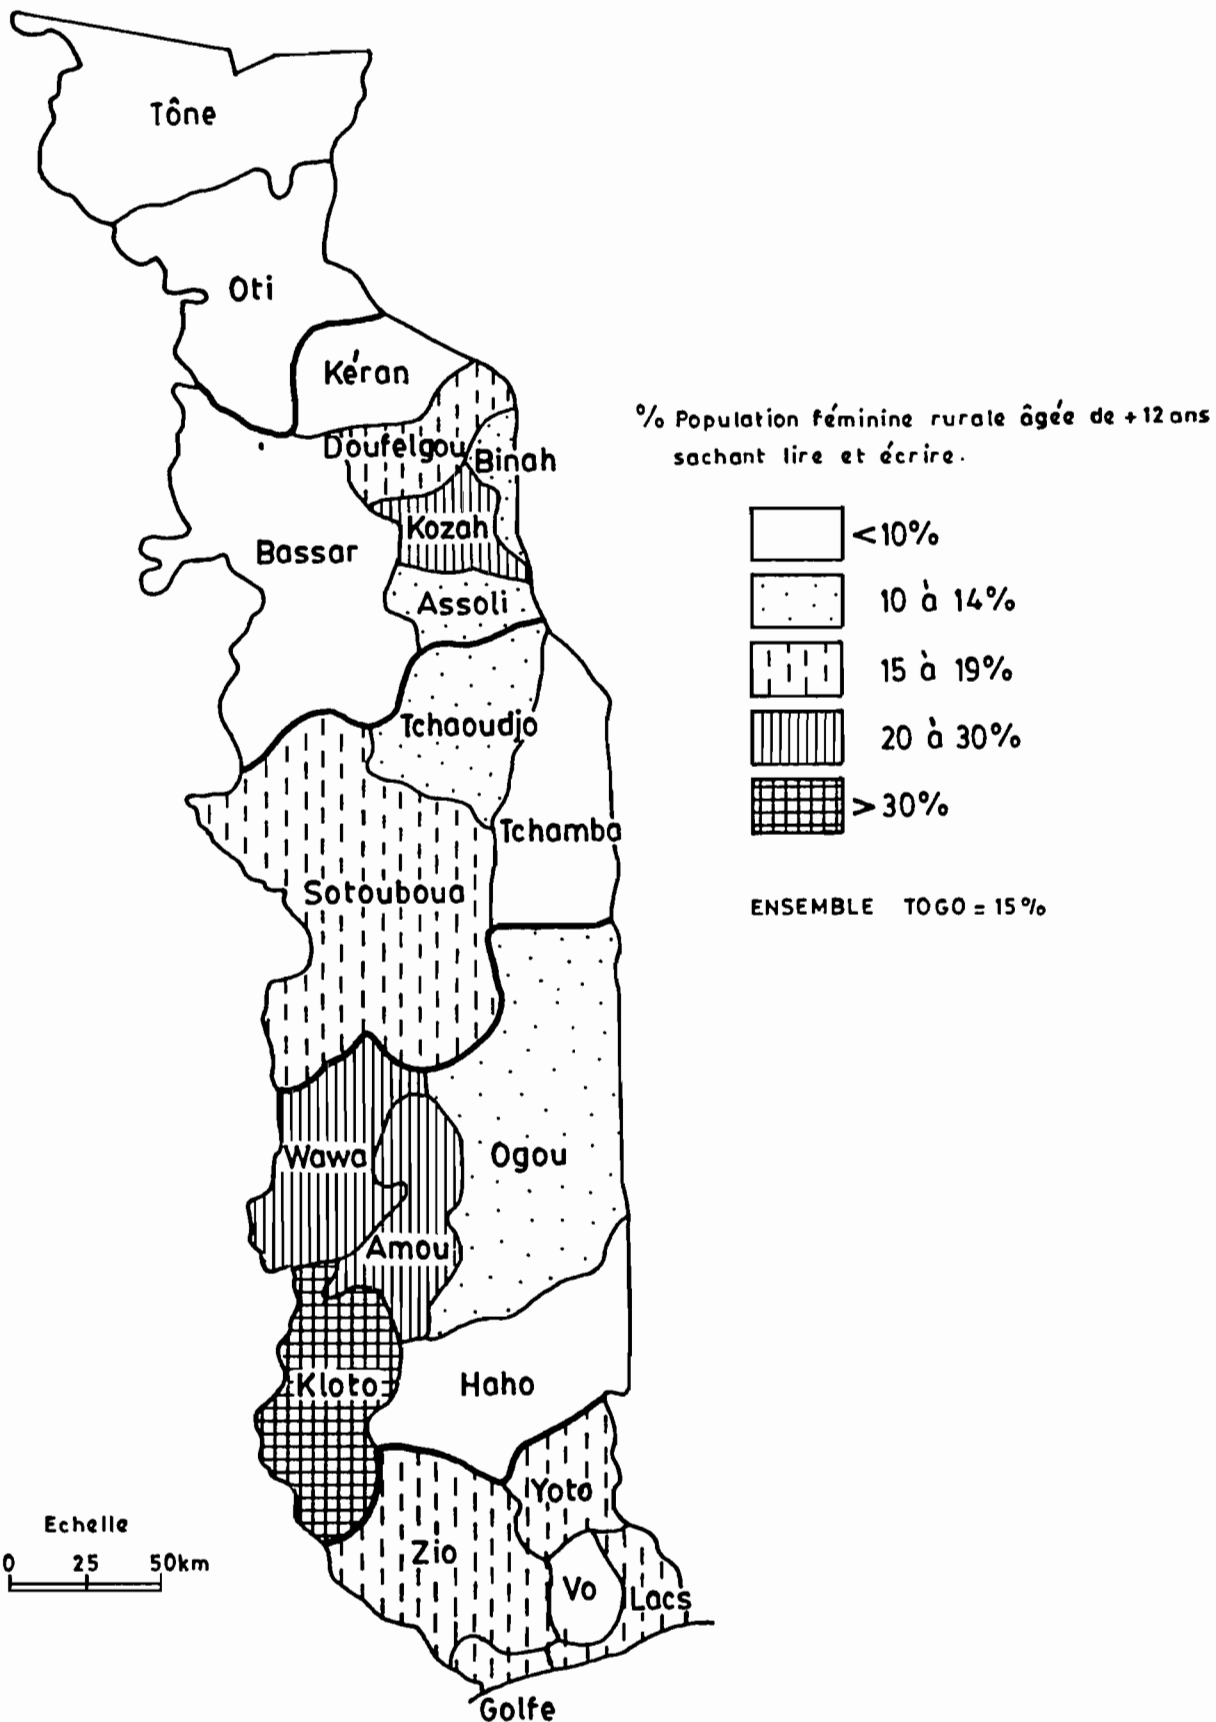 Tône
Oti
Kéran
Doufelgou
Binah
Kozah
Bassar
Assoli
Tchaoudjo
Tchamba
Sotouboua
Wawa
Ogou
Amou
Kloto
Haho
Yoto
Zio
Vo
Lacs
Golfe
% Population féminine rurale âgée de +12 ans
sachant lire et écrire.
<10%
10 à 14%
15 à 19%
20 à 30%
>30%
ENSEMBLE TOGO = 15%
Echelle
0 25 50km